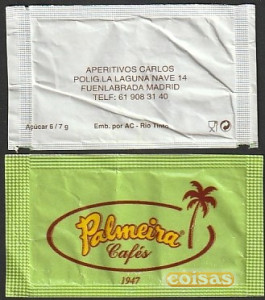 APERITIVOS CARLOS
POLIG.LA LAGUNA NAVE 14
FUENLABRADA MADRID
TELF: 61 908 31 40
Açúcar 6 / 7 g Emb. por AC - Rio Tinto
Palmeira
Cafés
1947
coisas